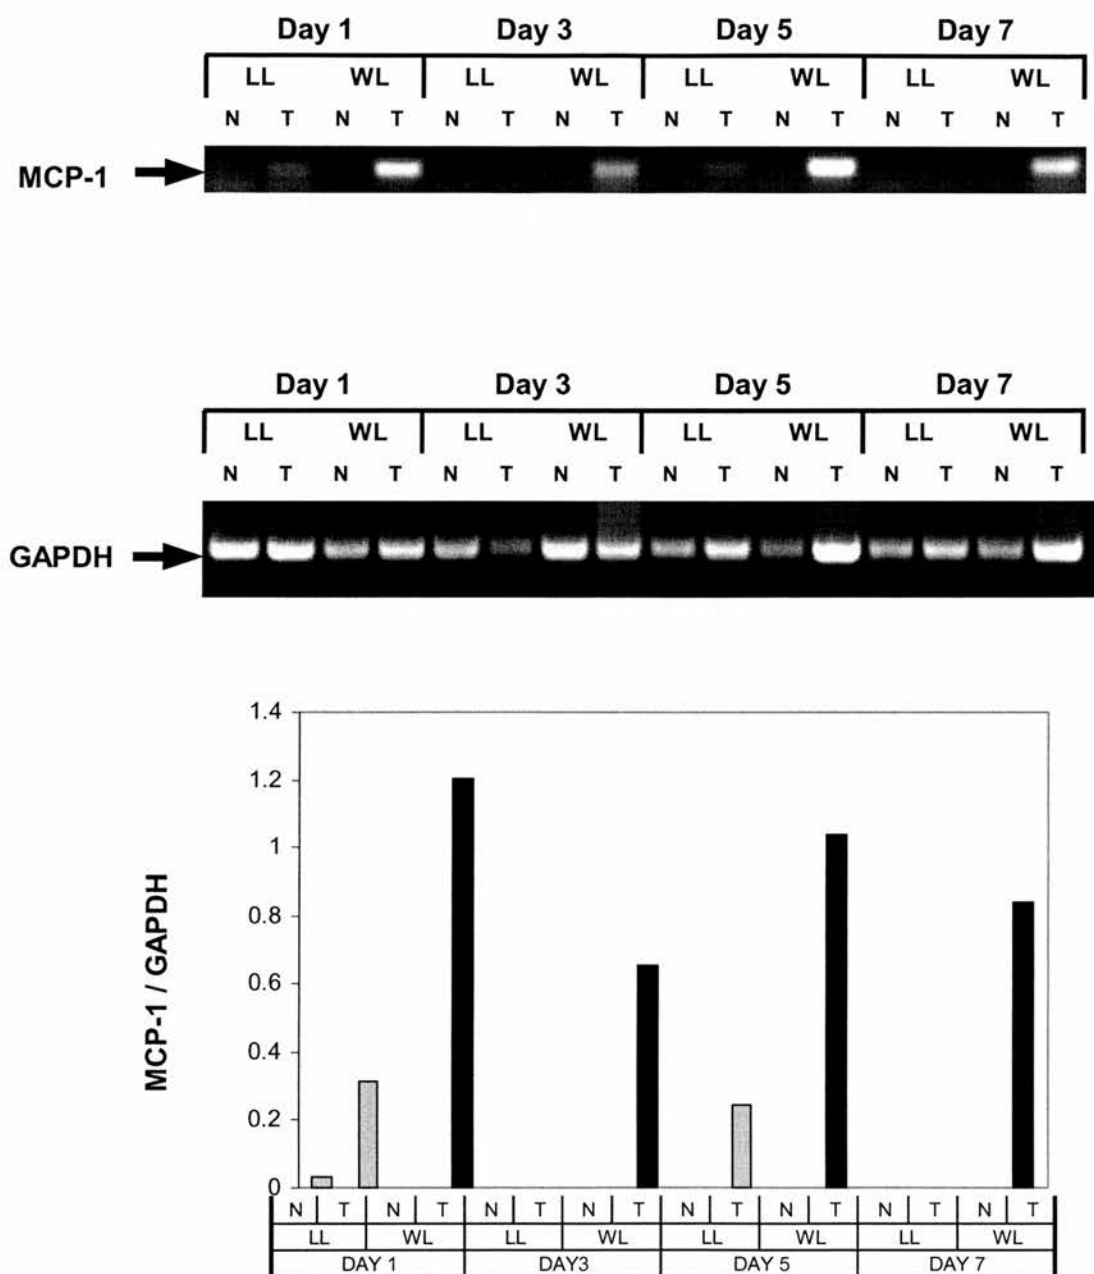 Day 1 Day 3 Day 5 Day 7
LL WL LL WL LL WL LL WL
N T N T N T N T N T N T N T N T
MCP-1
Day 1 Day 3 Day 5 Day 7
LL WL LL WL LL WL LL WL
N T N T N T N T N T N T N T N T
GAPDH
MCP-1 / GAPDH
1.4
1.2
1
0.8
0.6
0.4
0.2
0
N T N T N T N T N T N T N T N T
LL WL LL WL LL WL LL WL
DAY 1 DAY3 DAY 5 DAY 7